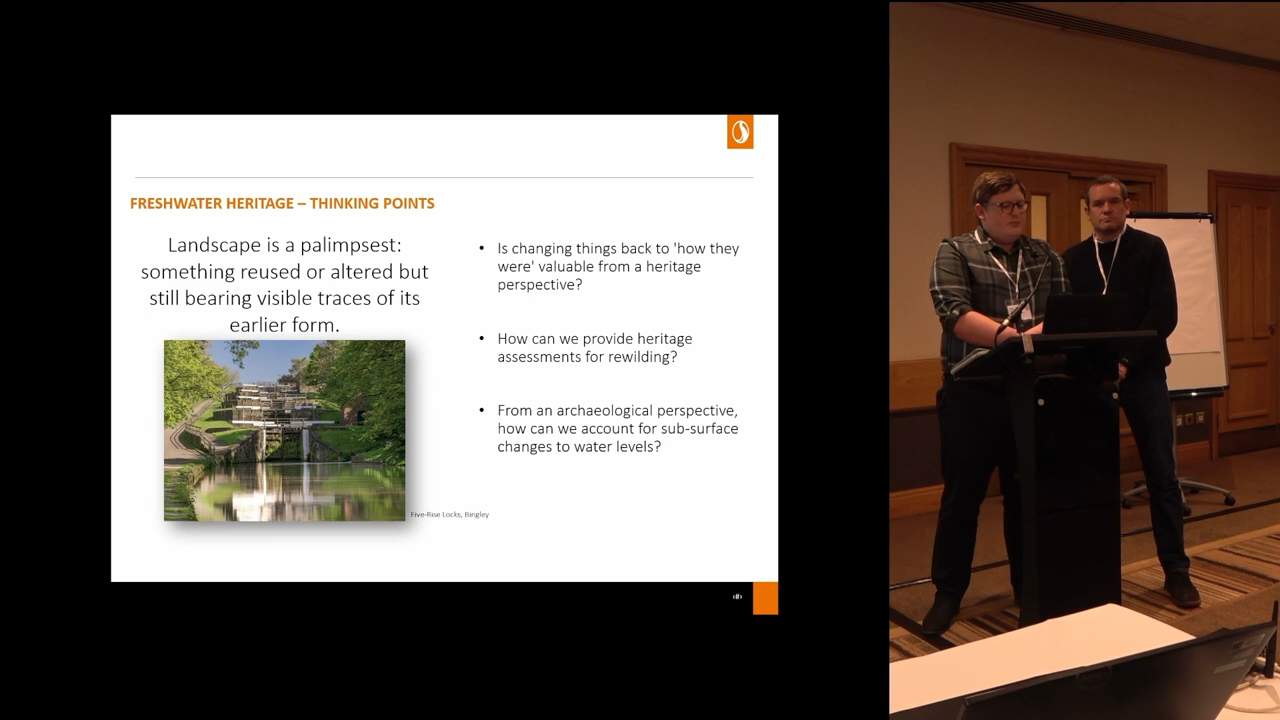 FRESHWATER HERITAGE – THINKING POINTS
Landscape is a palimpsest:
something reused or altered but
still bearing visible traces of its
earlier form.
Five-Rise Locks, Bingley
• Is changing things back to 'how they
were' valuable from a heritage
perspective?
• How can we provide heritage
assessments for rewilding?
• From an archaeological perspective,
how can we account for sub-surface
changes to water levels?